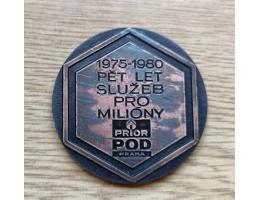 1975-1980
PĚT LET
SLUŽEB
PRO
MILIONY
PRIOR
POD
PRAHA